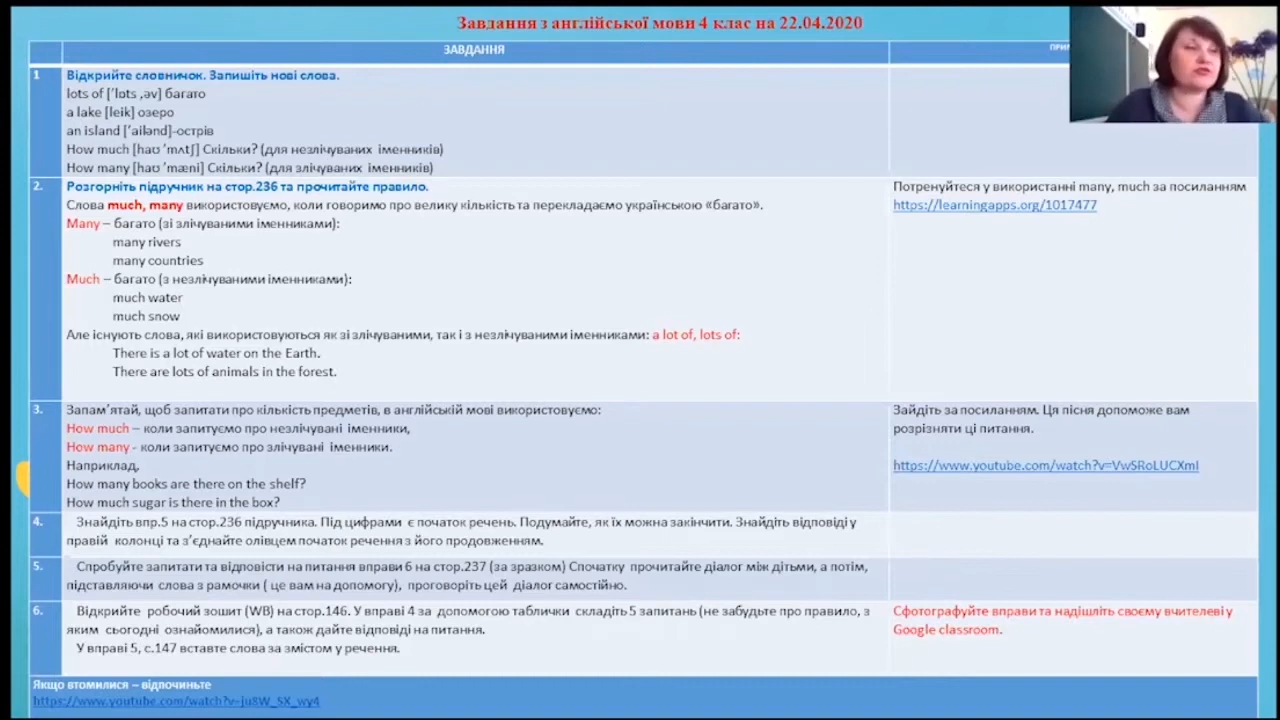 Завдання з англійської мови 4 клас на 22.04.2020
ЗАВДАННЯ
1
Відкрийте словничок. Запишіть нові слова.
lots of [ʼlɒts ,əv] багато
a lake [leik] озеро
an island [ʼailənd]-острів
How much [haʊ ʼmʌtʃ] Скільки? (для незлічуваних іменників)
How many [haʊ ʼmæni] Скільки? (для злічуваних іменників)
2.
Розгорніть підручник на стор.236 та прочитайте правило.
Слова much, many використовуємо, коли говоримо про велику кількість та перекладаємо українською «багато».
Many – багато (зі злічуваними іменниками):
many rivers
many countries
Much – багато (з незлічуваними іменниками):
much water
much snow
Але існують слова, які використовуються як зі злічуваними, так і з незлічуваними іменниками: a lot of, lots of:
There is a lot of water on the Earth.
There are lots of animals in the forest.
Потренуйтеся у використанні many, much за посиланням
https://learningapps.org/1017477
3.
Запамʼятай, щоб запитати про кількість предметів, в англійській мові використовуємо:
How much – коли запитуємо про незлічувані іменники,
How many - коли запитуємо про злічувані іменники.
Наприклад,
How many books are there on the shelf?
How much sugar is there in the box?
Зайдіть за посиланням. Ця пісня допоможе вам
розрізняти ці питання.
https://www.youtube.com/watch?v=VwSRoLUCXmI
4.
Знайдіть впр.5 на стор.236 підручника. Під цифрами є початок речень. Подумайте, як їх можна закінчити. Знайдіть відповіді у
правій колонці та зʼєднайте олівцем початок речення з його продовженням.
5.
Спробуйте запитати та відповісти на питання вправи 6 на стор.237 (за зразком) Спочатку прочитайте діалог між дітьми, а потім,
підставляючи слова з рамочки ( це вам на допомогу), проговоріть цей діалог самостійно.
6.
Відкрийте робочий зошит (WB) на стор.146. У вправі 4 за допомогою таблички складіть 5 запитань (не забудьте про правило, з
яким сьогодні ознайомилися), а також дайте відповіді на питання.
У вправі 5, с.147 вставте слова за змістом у речення.
Сфотографуйте вправи та надішліть своєму вчителеві у
Google classroom.
Якщо втомилися – відпочиньте
https://www.youtube.com/watch?v=ju8W_SX_wy4